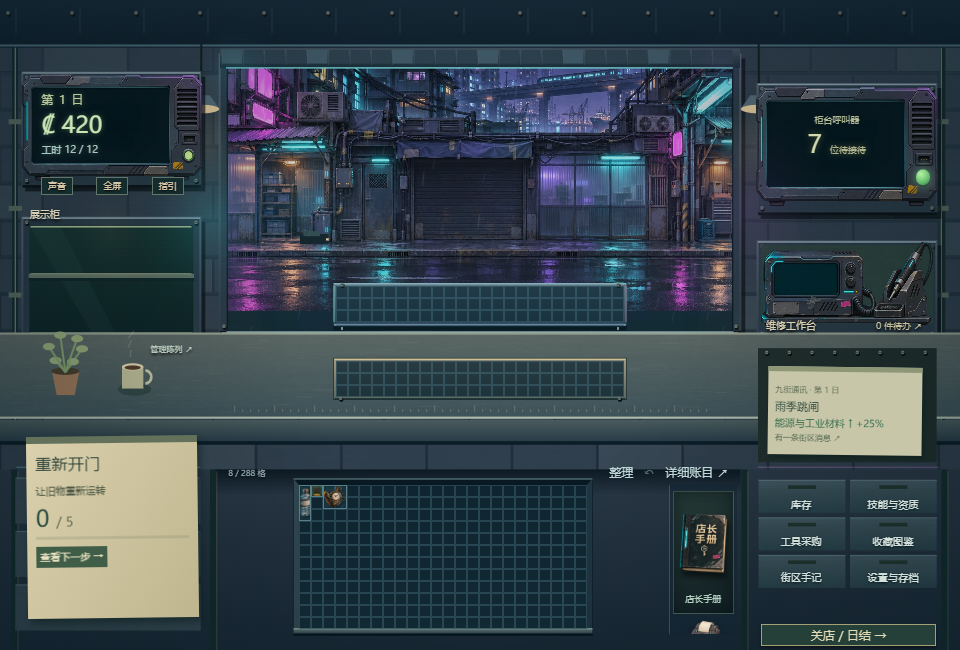 第 1 日
₡ 420
工时 12 / 12
声音
全屏
指引
展示柜
柜台呼叫器
7 位待接待
维修工作台
0 件待办 ↗
管理陈列 ↗
九街通讯 · 第 1 日
雨季跳闸
能源与工业材料 ↑ +25%
有一条街区消息 ↗
重新开门
让旧物重新运转
0 / 5
查看下一步 →
8 / 288 格
整理
详细账目 ↗
店长
手册
店长手册
库存
技能与资质
工具采购
收藏图鉴
街区手记
设置与存档
关店 / 日结 →